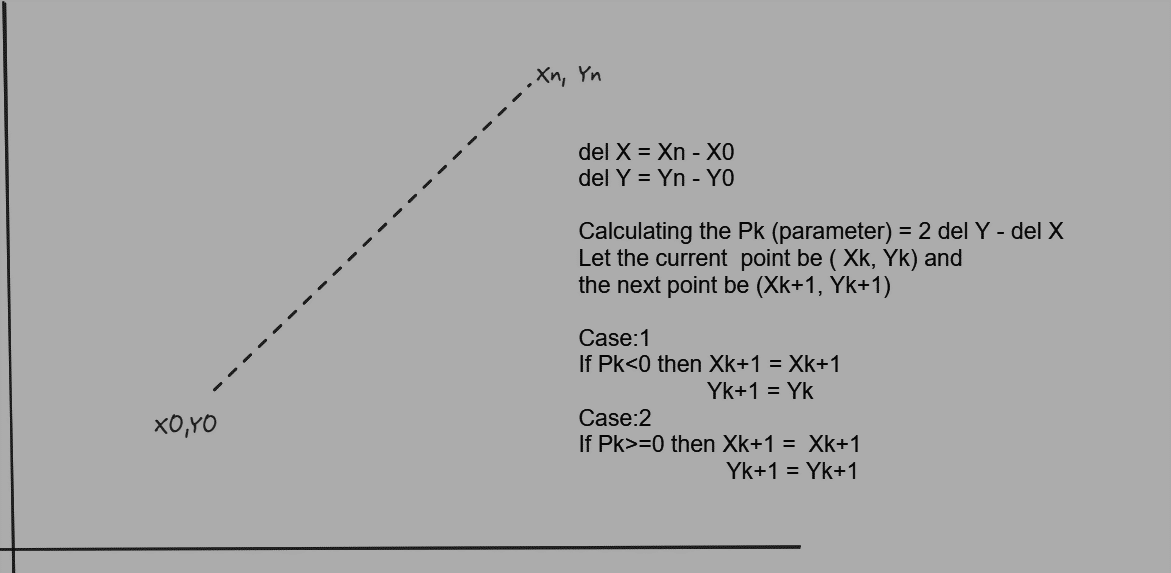 Xn, Yn
del X = Xn - X0
del Y = Yn - Y0
Calculating the Pk (parameter) = 2 del Y - del X
Let the current point be ( Xk, Yk) and
the next point be (Xk+1, Yk+1)
Case:1
If Pk<0 then Xk+1 = Xk+1
Yk+1 = Yk
Case:2
If Pk>=0 then Xk+1 = Xk+1
Yk+1 = Yk+1
X0,Y0